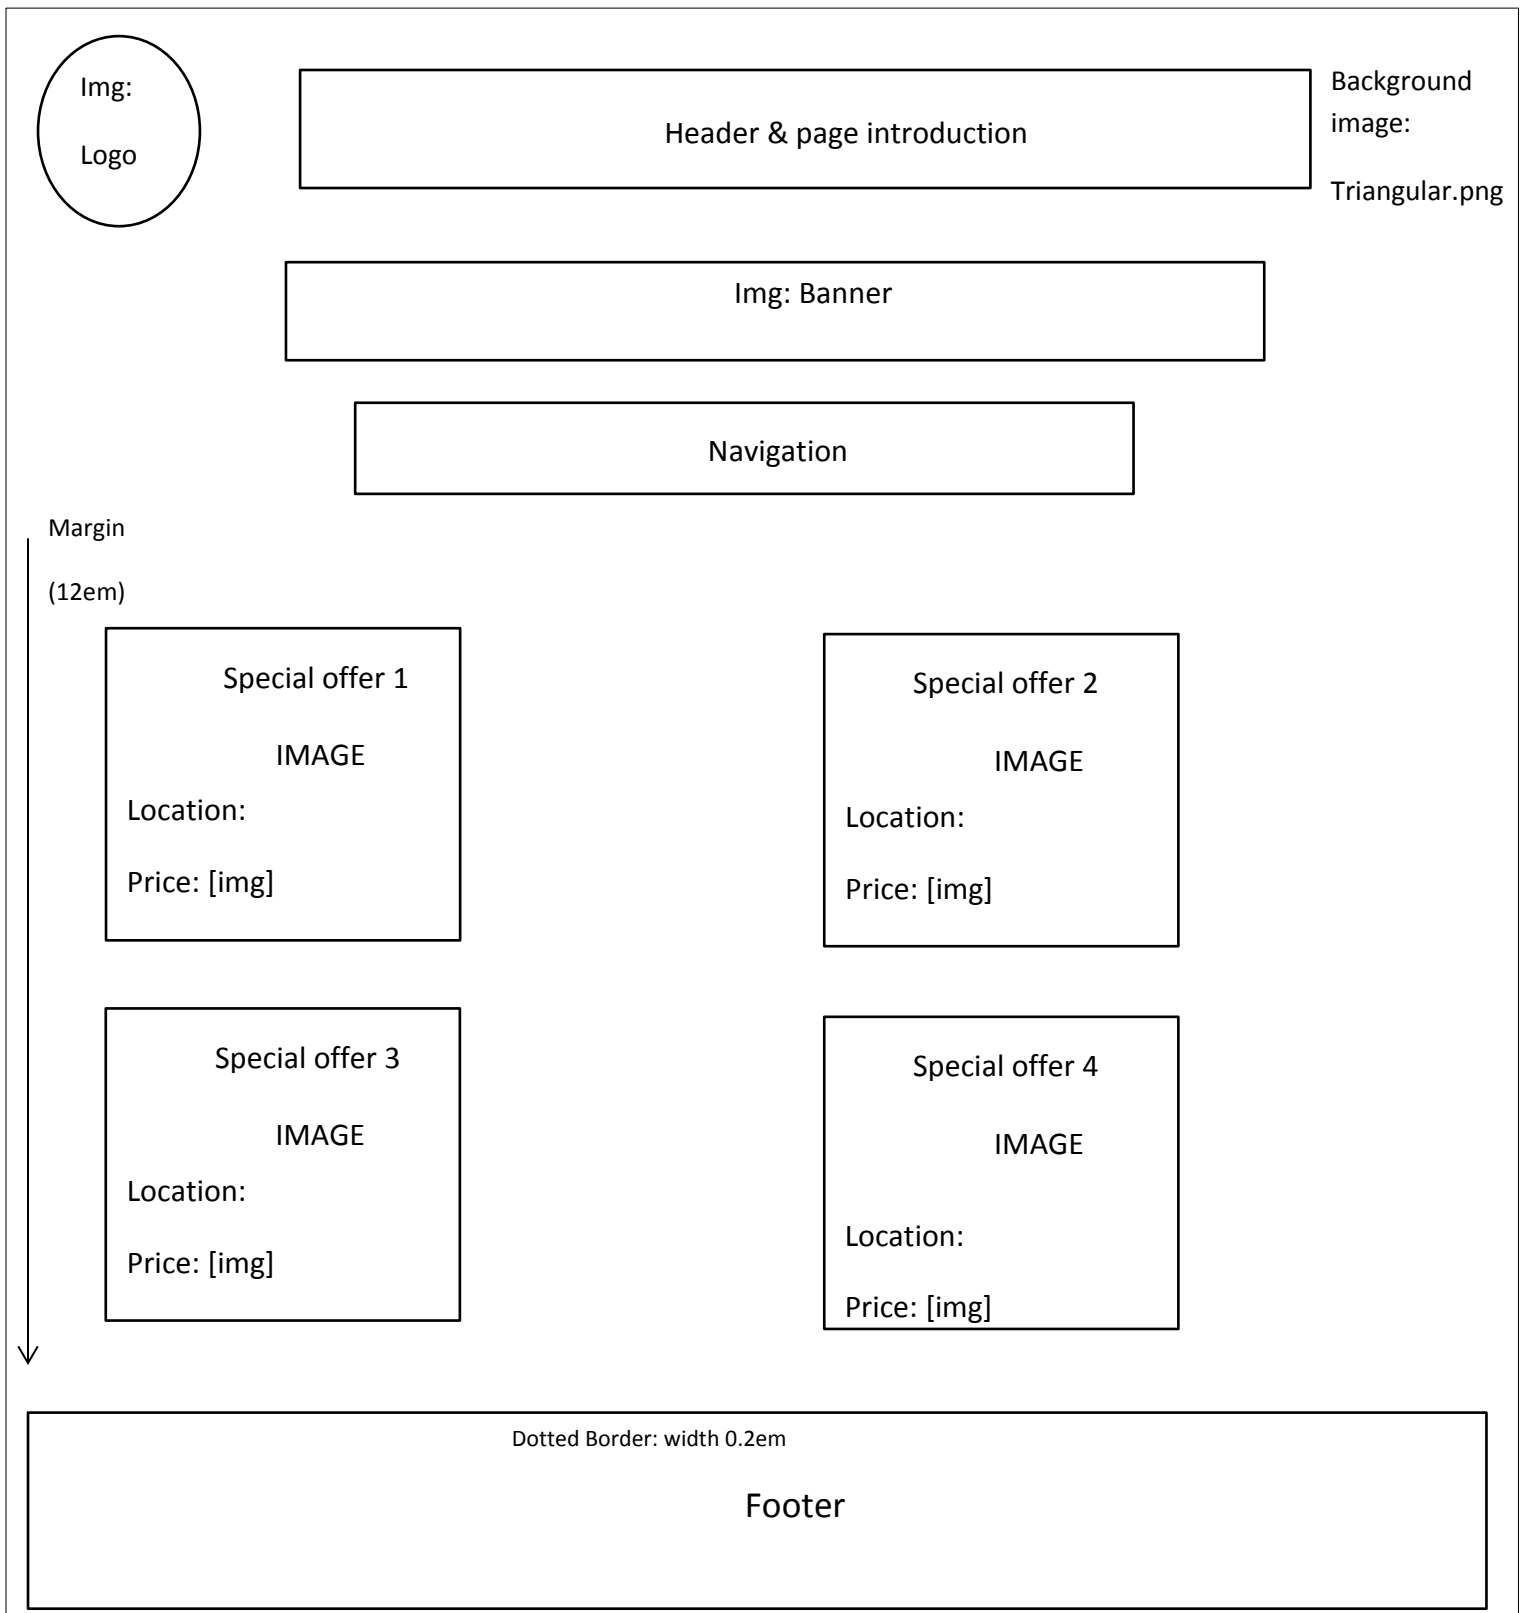 Img:
Logo
Header & page introduction
Background
image:
Triangular.png
Img: Banner
Navigation
Margin
(12em)
Special offer 1
IMAGE
Location:
Price: [img]
Special offer 2
IMAGE
Location:
Price: [img]
Special offer 3
IMAGE
Location:
Price: [img]
Special offer 4
IMAGE
Location:
Price: [img]
Dotted Border: width 0.2em
Footer